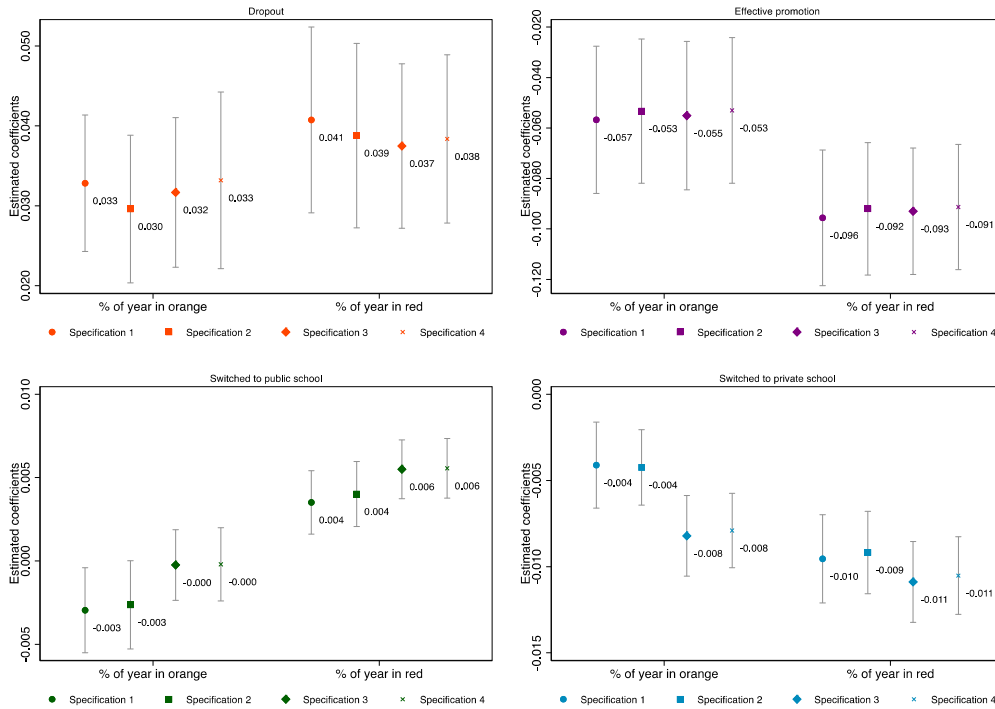 Dropout
Estimated coefficients
0.050
0.040
0.030
0.020
0.033
0.030
0.032
0.033
0.041
0.039
0.037
0.038
% of year in orange
% of year in red
Specification 1 Specification 2 Specification 3 Specification 4
Effective promotion
Estimated coefficients
-0.020
-0.040
-0.060
-0.080
-0.100
-0.120
-0.057
-0.053
-0.055
-0.053
-0.096
-0.092
-0.093
-0.091
% of year in orange
% of year in red
Specification 1 Specification 2 Specification 3 Specification 4
Switched to public school
Estimated coefficients
0.010
0.005
0.000
-0.005
-0.003
-0.003
-0.000
-0.000
0.004
0.004
0.006
0.006
% of year in orange
% of year in red
Specification 1 Specification 2 Specification 3 Specification 4
Switched to private school
Estimated coefficients
0.000
-0.005
-0.010
-0.015
-0.004
-0.004
-0.008
-0.008
-0.010
-0.009
-0.011
-0.011
% of year in orange
% of year in red
Specification 1 Specification 2 Specification 3 Specification 4